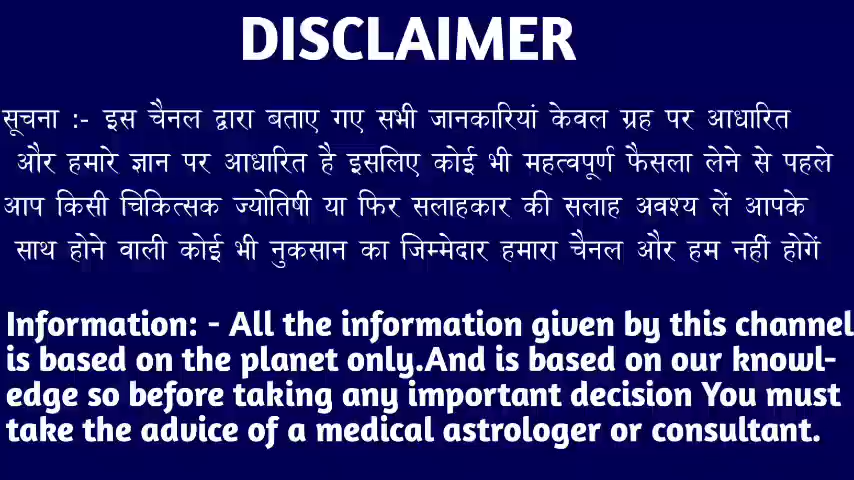 DISCLAIMER
सूचना :- इस चैनल द्वारा बताए गए सभी जानकारियां केवल ग्रह पर आधारित
और हमारे ज्ञान पर आधारित है इसलिए कोई भी महत्वपूर्ण फैसला लेने से पहले
आप किसी चिकित्सक ज्योतिषी या फिर सलाहकार की सलाह अवश्य लें आपके
साथ होने वाली कोई भी नुकसान का जिम्मेदार हमारा चैनल और हम नहीं होगें
Information: - All the information given by this channel
is based on the planet only.And is based on our knowl-
edge so before taking any important decision You must
take the advice of a medical astrologer or consultant.